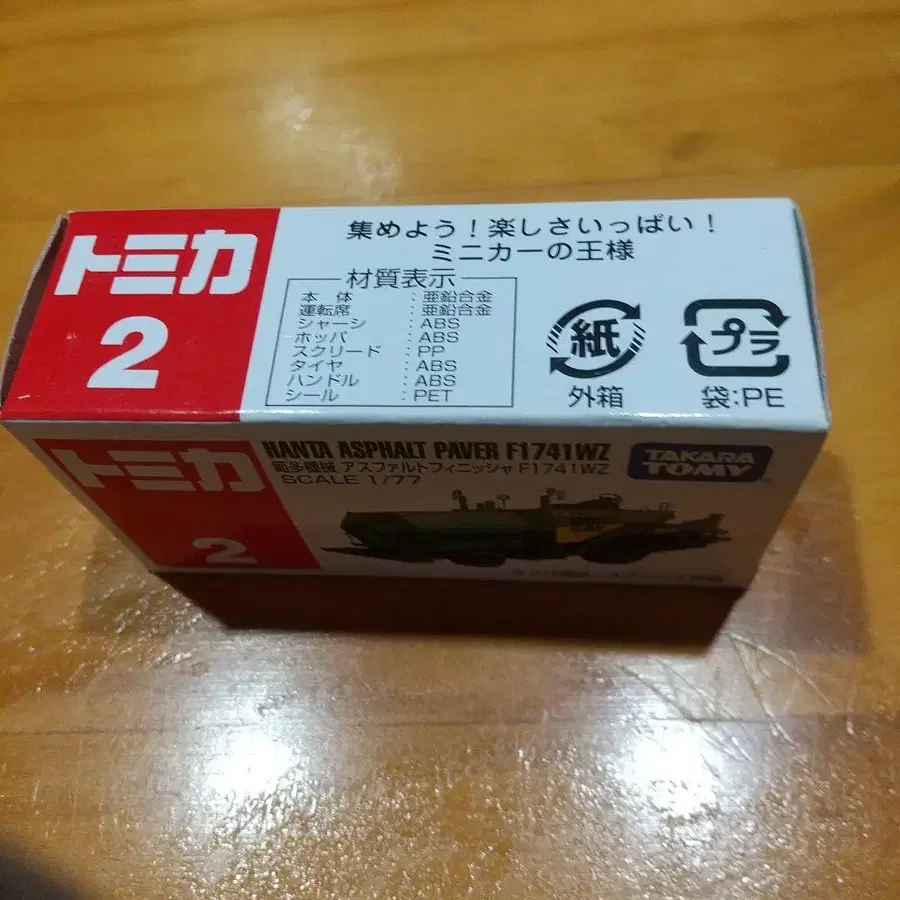 トミカ
2
集めよう!楽しさいっぱい!
ミニカーの王様
材質表示
本体:亜鉛合金
運転席:亜鉛合金
シャーシ:ABS
ホッパ:ABS
スクリード:PP
タイヤ:ABS
ハンドル:ABS
シール:PET
紙
外箱
プラ
袋:PE
トミカ
2
HANTA ASPHALT PAVER F1741WZ
範多機械 アスファルトフィニッシャ F1741WZ
SCALE 1/77
TAKARA
TOMY